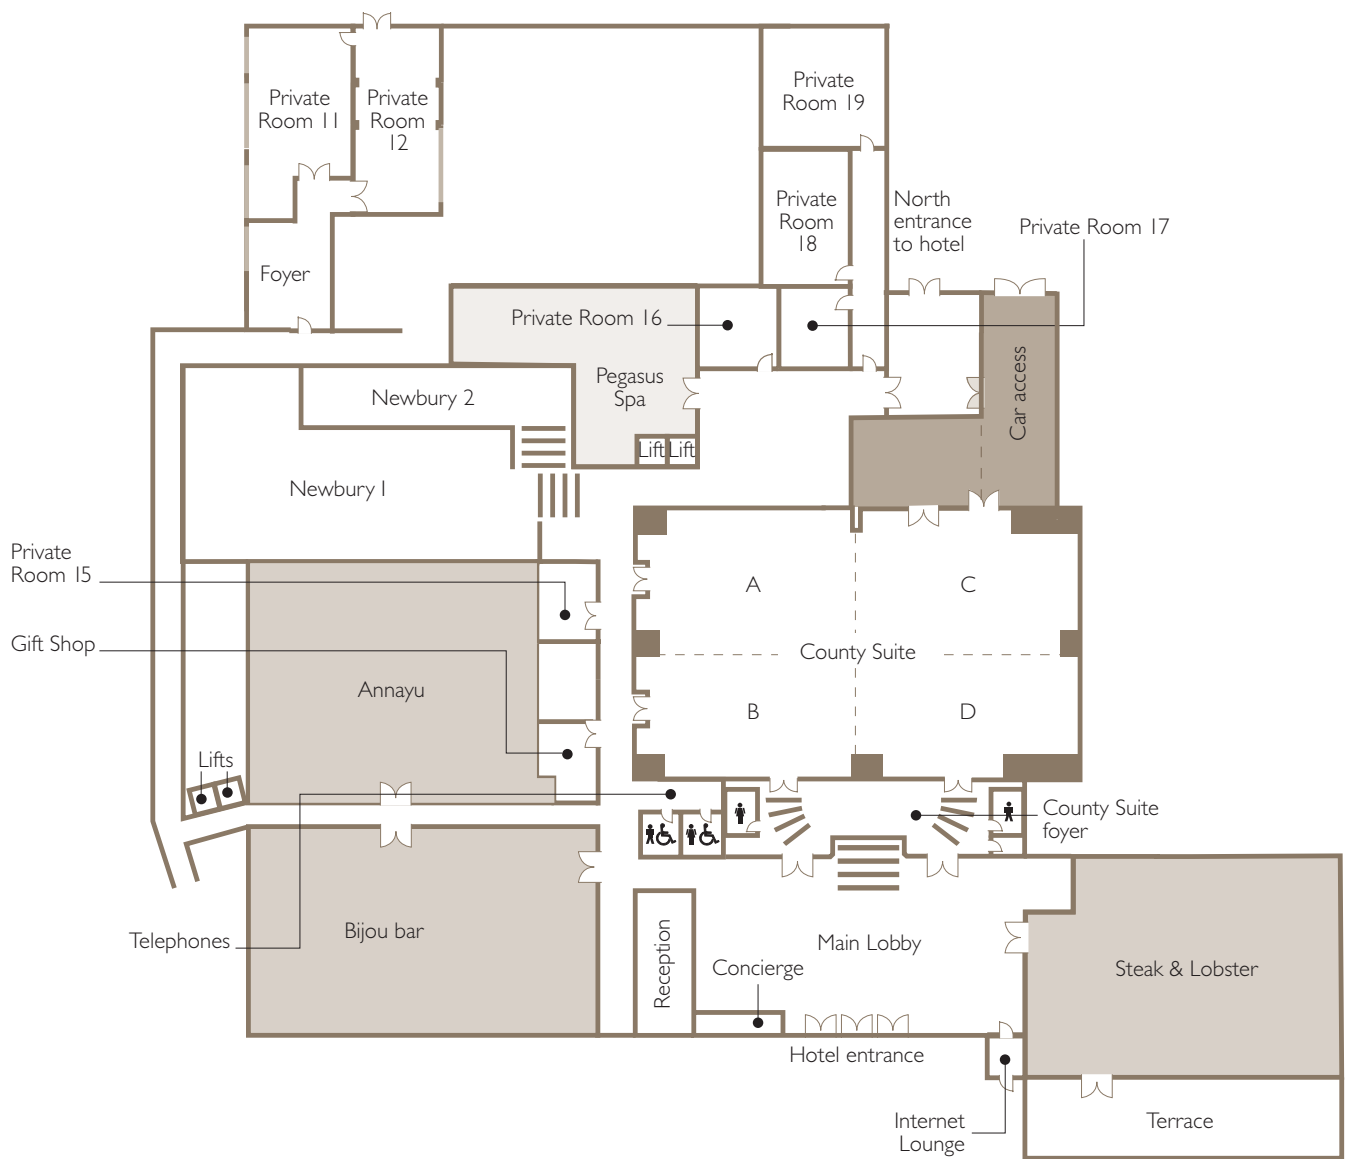 Private
Room 11
Private
Room
12
Private
Room 19
Private
Room
18
North
entrance
to hotel
Private Room 17
Foyer
Private Room 16
Pegasus
Spa
Car access
Newbury 2
Lift
Lift
Newbury 1
Private
Room 15
A
C
Gift Shop
County Suite
Annayu
B
D
Lifts
County Suite
foyer
Telephones
Bijou bar
Reception
Main Lobby
Concierge
Steak & Lobster
Hotel entrance
Internet
Lounge
Terrace